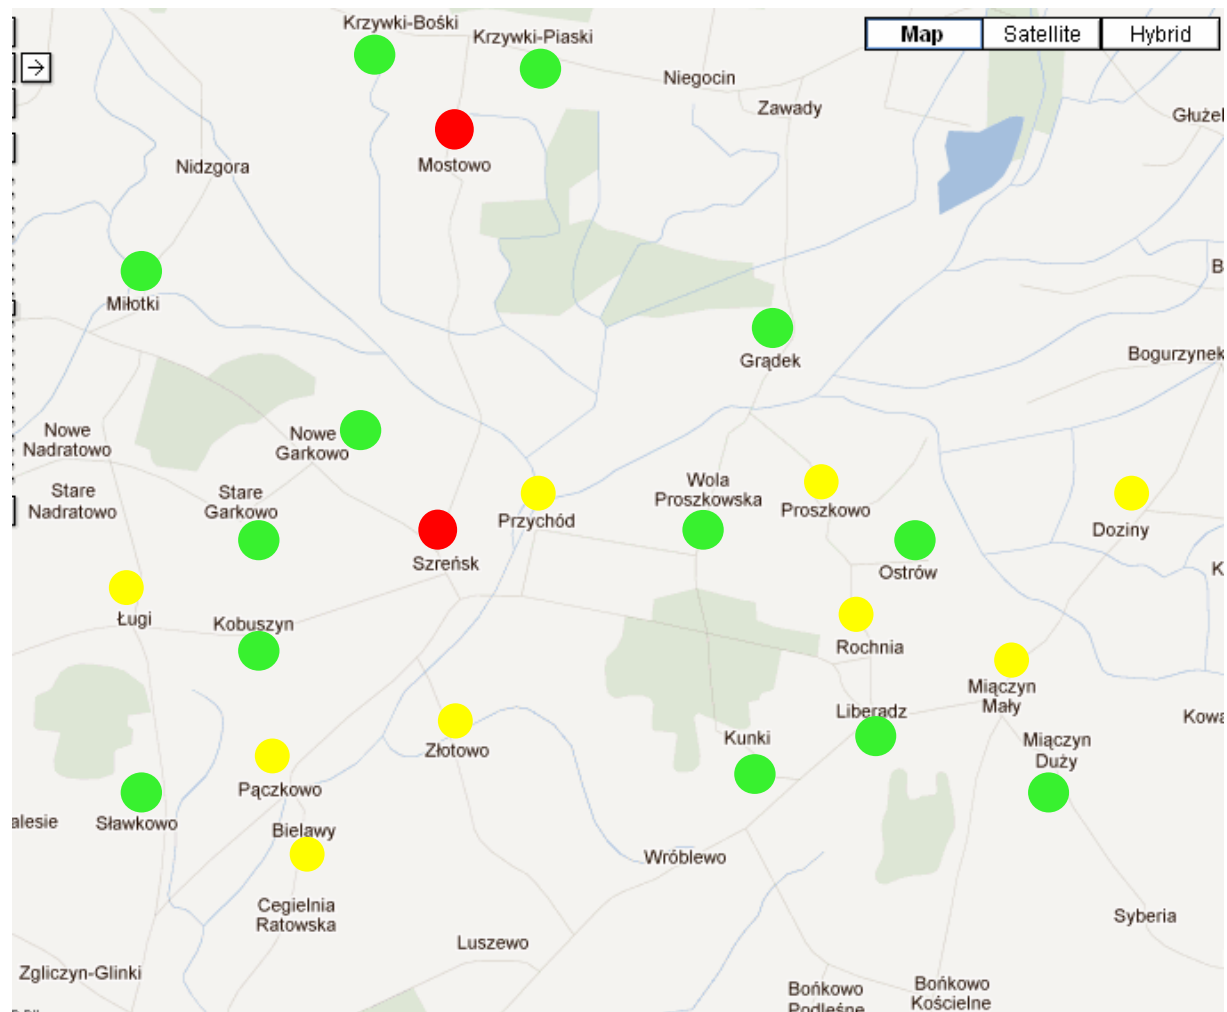 Krzywki-Bośki
Krzywki-Piaski
Map
Satellite
Hybrid
→
Niegocin
Zawady
Głużek
Mostowo
Nidzgora
Miłotki
Grądek
Bogurzynek
Nowe
Nadratowo
Nowe
Garkowo
Stare
Nadratowo
Stare
Garkowo
Przychód
Wola
Proszkowska
Proszkowo
Doziny
Szreńsk
Ostrów
Ługi
Kobuszyn
Rochnia
Miączyn
Mały
Liberadz
Złotowo
Kunki
Miączyn
Duży
Pączkowo
Sławkowo
Bielawy
Wróblewo
Cegielnia
Ratowska
Syberia
Luszewo
Zgliczyn-Glinki
Bońkowo
Podleśne
Bońkowo
Kościelne